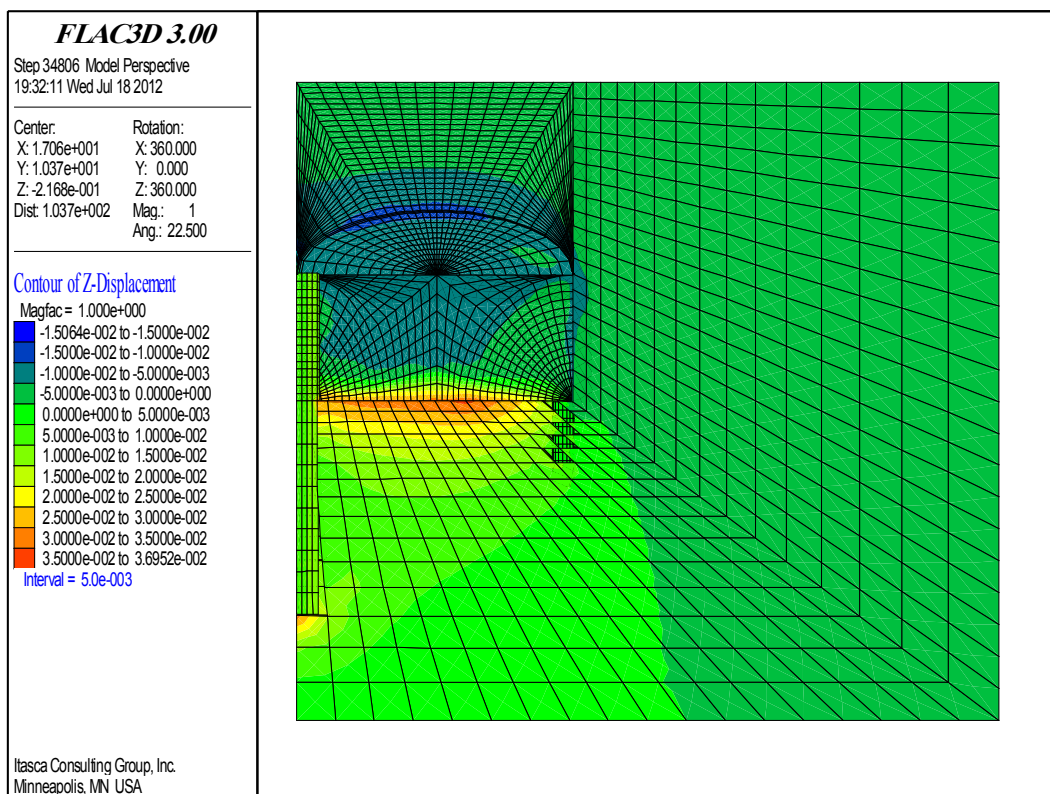 FLAC3D 3.00
Step 34806 Model Perspective
19:32:11 Wed Jul 18 2012
Center: Rotation:
X: 1.706e+001 X: 360.000
Y: 1.037e+001 Y: 0.000
Z: -2.168e-001 Z: 360.000
Dist: 1.037e+002 Mag.: 1
Ang.: 22.500
Contour of Z-Displacement
Magfac = 1.000e+000
-1.5064e-002 to -1.5000e-002
-1.5000e-002 to -1.0000e-002
-1.0000e-002 to -5.0000e-003
-5.0000e-003 to 0.0000e+000
0.0000e+000 to 5.0000e-003
5.0000e-003 to 1.0000e-002
1.0000e-002 to 1.5000e-002
1.5000e-002 to 2.0000e-002
2.0000e-002 to 2.5000e-002
2.5000e-002 to 3.0000e-002
3.0000e-002 to 3.5000e-002
3.5000e-002 to 3.6952e-002
Interval = 5.0e-003
Itasca Consulting Group, Inc.
Minneapolis, MN USA